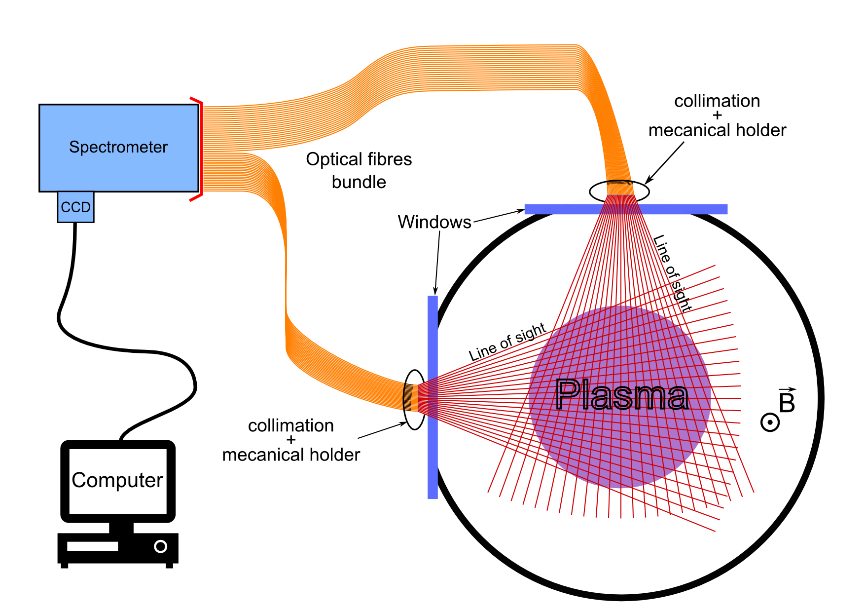 collimation
+
mecanical holder
Spectrometer
Optical fibres
bundle
CCD
Windows
Line of sight
Line of sight
Plasma
B
collimation
+
mecanical holder
Computer